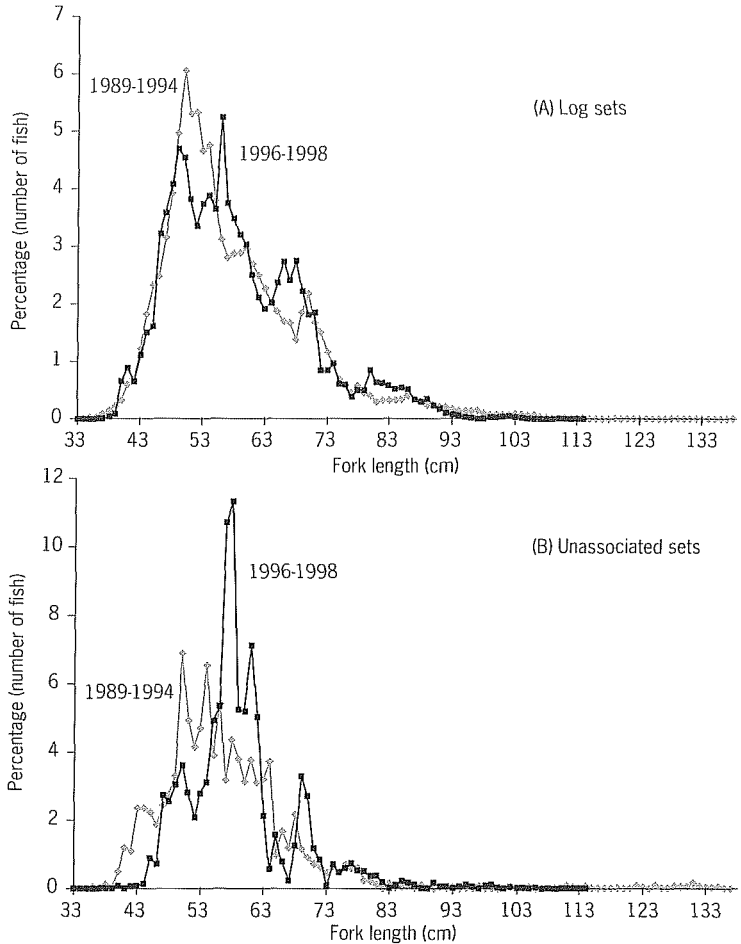 7
6
5
4
3
2
1
0
Percentage (number of fish)
1989-1994
1996-1998
(A) Log sets
33 43 53 63 73 83 93 103 113 123 133
Fork length (cm)
12
10
8
6
4
2
0
Percentage (number of fish)
1996-1998
1989-1994
(B) Unassociated sets
33 43 53 63 73 83 93 103 113 123 133
Fork length (cm)